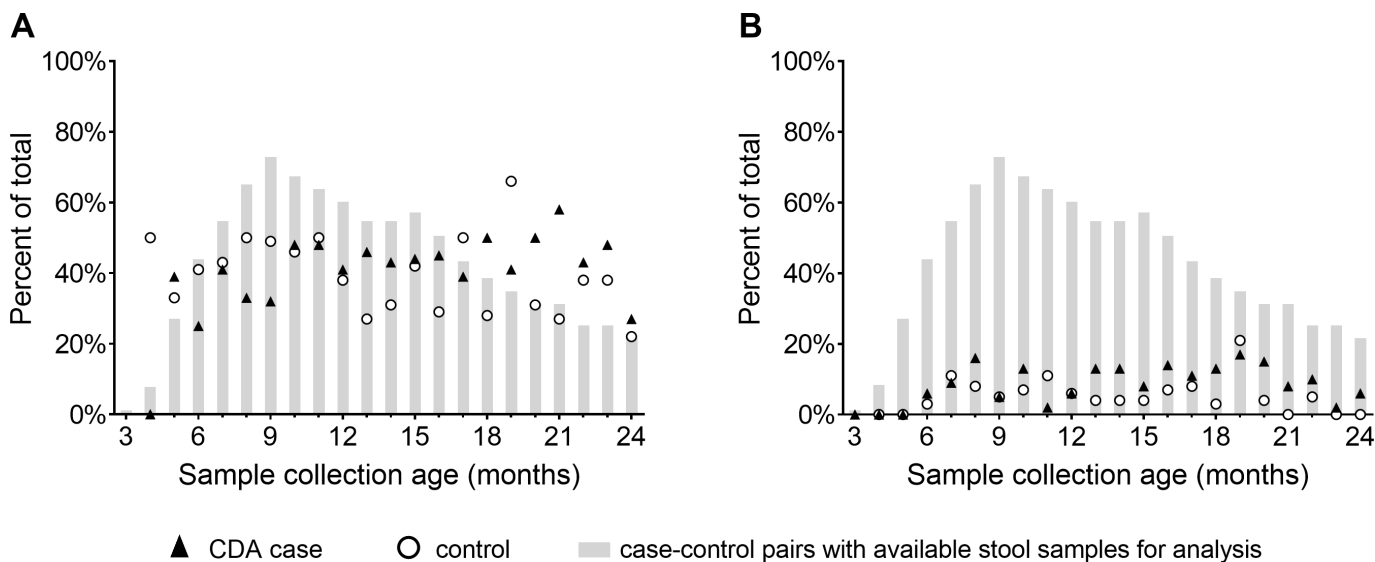 A
Percent of total
100%
80%
60%
40%
20%
0%
3 6 9 12 15 18 21 24
Sample collection age (months)
B
Percent of total
100%
80%
60%
40%
20%
0%
3 6 9 12 15 18 21 24
Sample collection age (months)
CDA case control case-control pairs with available stool samples for analysis